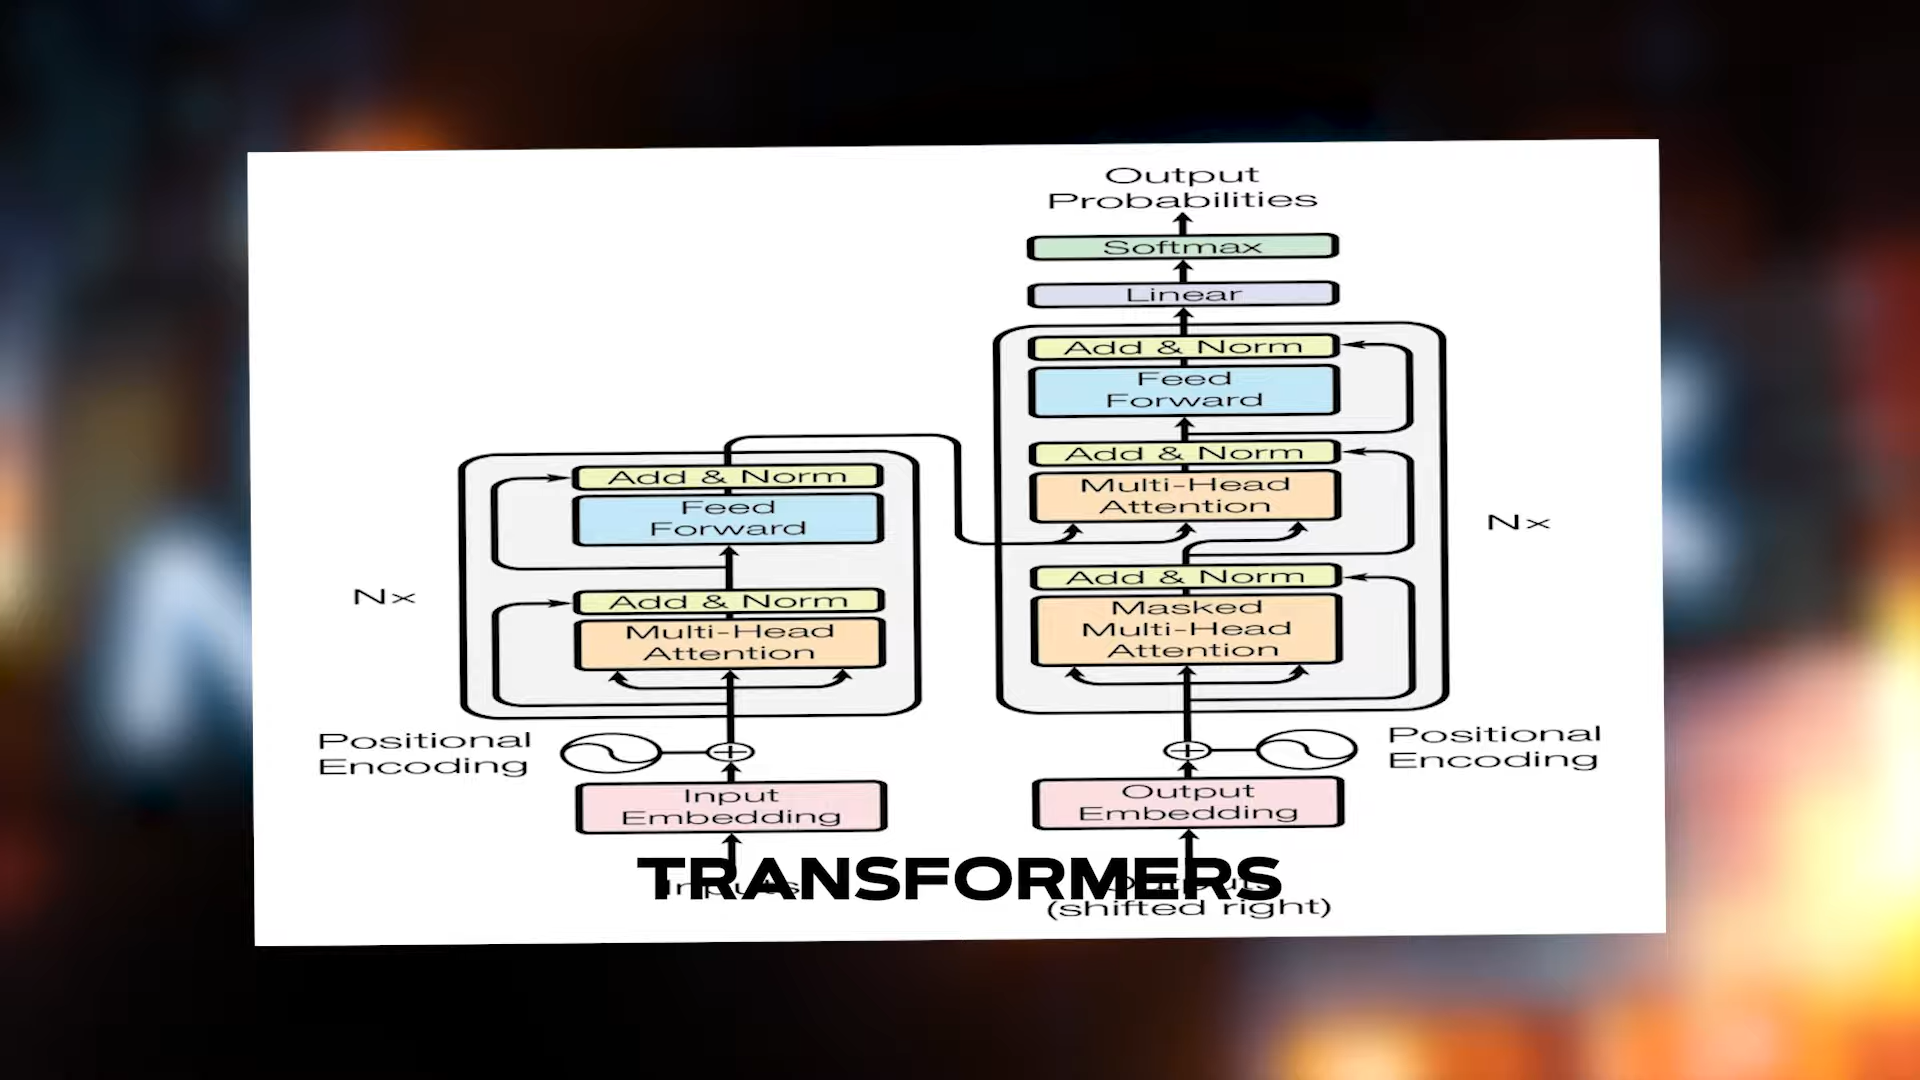 Output
Probabilities
Softmax
Linear
Add & Norm
Feed
Forward
Add & Norm
Multi-Head
Attention
Add & Norm
Masked
Multi-Head
Attention
Nx
Positional
Encoding
Output
Embedding
Outputs
(shifted right)
Add & Norm
Feed
Forward
Add & Norm
Multi-Head
Attention
Nx
Positional
Encoding
Input
Embedding
Inputs
TRANSFORMERS